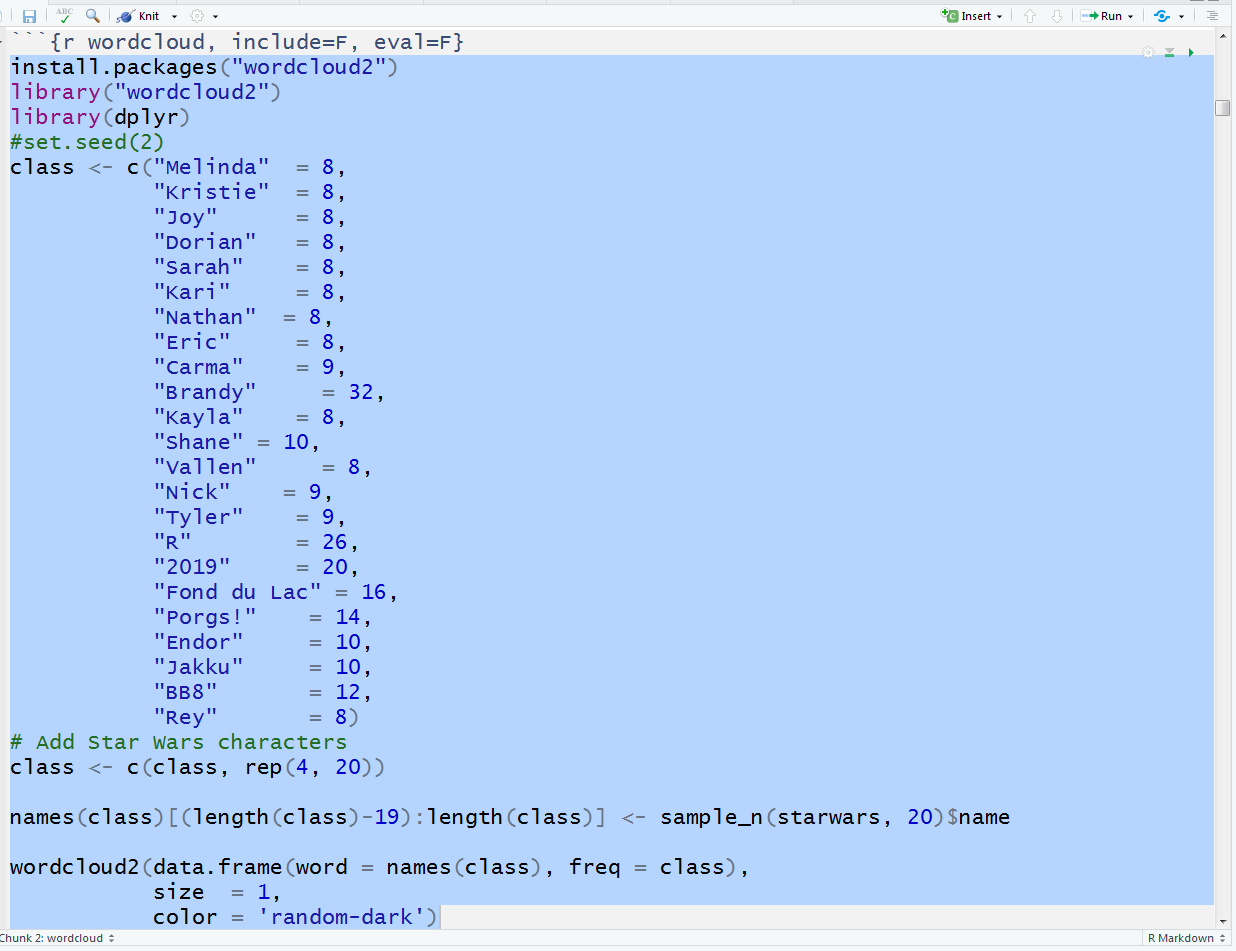 ABC Knit Insert Run
```{r wordcloud, include=F, eval=F}
install.packages("wordcloud2")
library("wordcloud2")
library(dplyr)
#set.seed(2)
class <- c("Melinda"  = 8,
           "Kristie"  = 8,
           "Joy"      = 8,
           "Dorian"   = 8,
           "Sarah"    = 8,
           "Kari"     = 8,
           "Nathan"  = 8,
           "Eric"     = 8,
           "Carma"    = 9,
           "Brandy"     = 32,
           "Kayla"    = 8,
           "Shane" = 10,
           "Vallen"     = 8,
           "Nick"    = 9,
           "Tyler"    = 9,
           "R"        = 26,
           "2019"     = 20,
           "Fond du Lac" = 16,
           "Porgs!"    = 14,
           "Endor"     = 10,
           "Jakku"     = 10,
           "BB8"       = 12,
           "Rey"       = 8)
# Add Star Wars characters
class <- c(class, rep(4, 20))
names(class)[(length(class)-19):length(class)] <- sample_n(starwars, 20)$name
wordcloud2(data.frame(word = names(class), freq = class),
           size  = 1,
           color = 'random-dark')
Chunk 2: wordcloud R Markdown